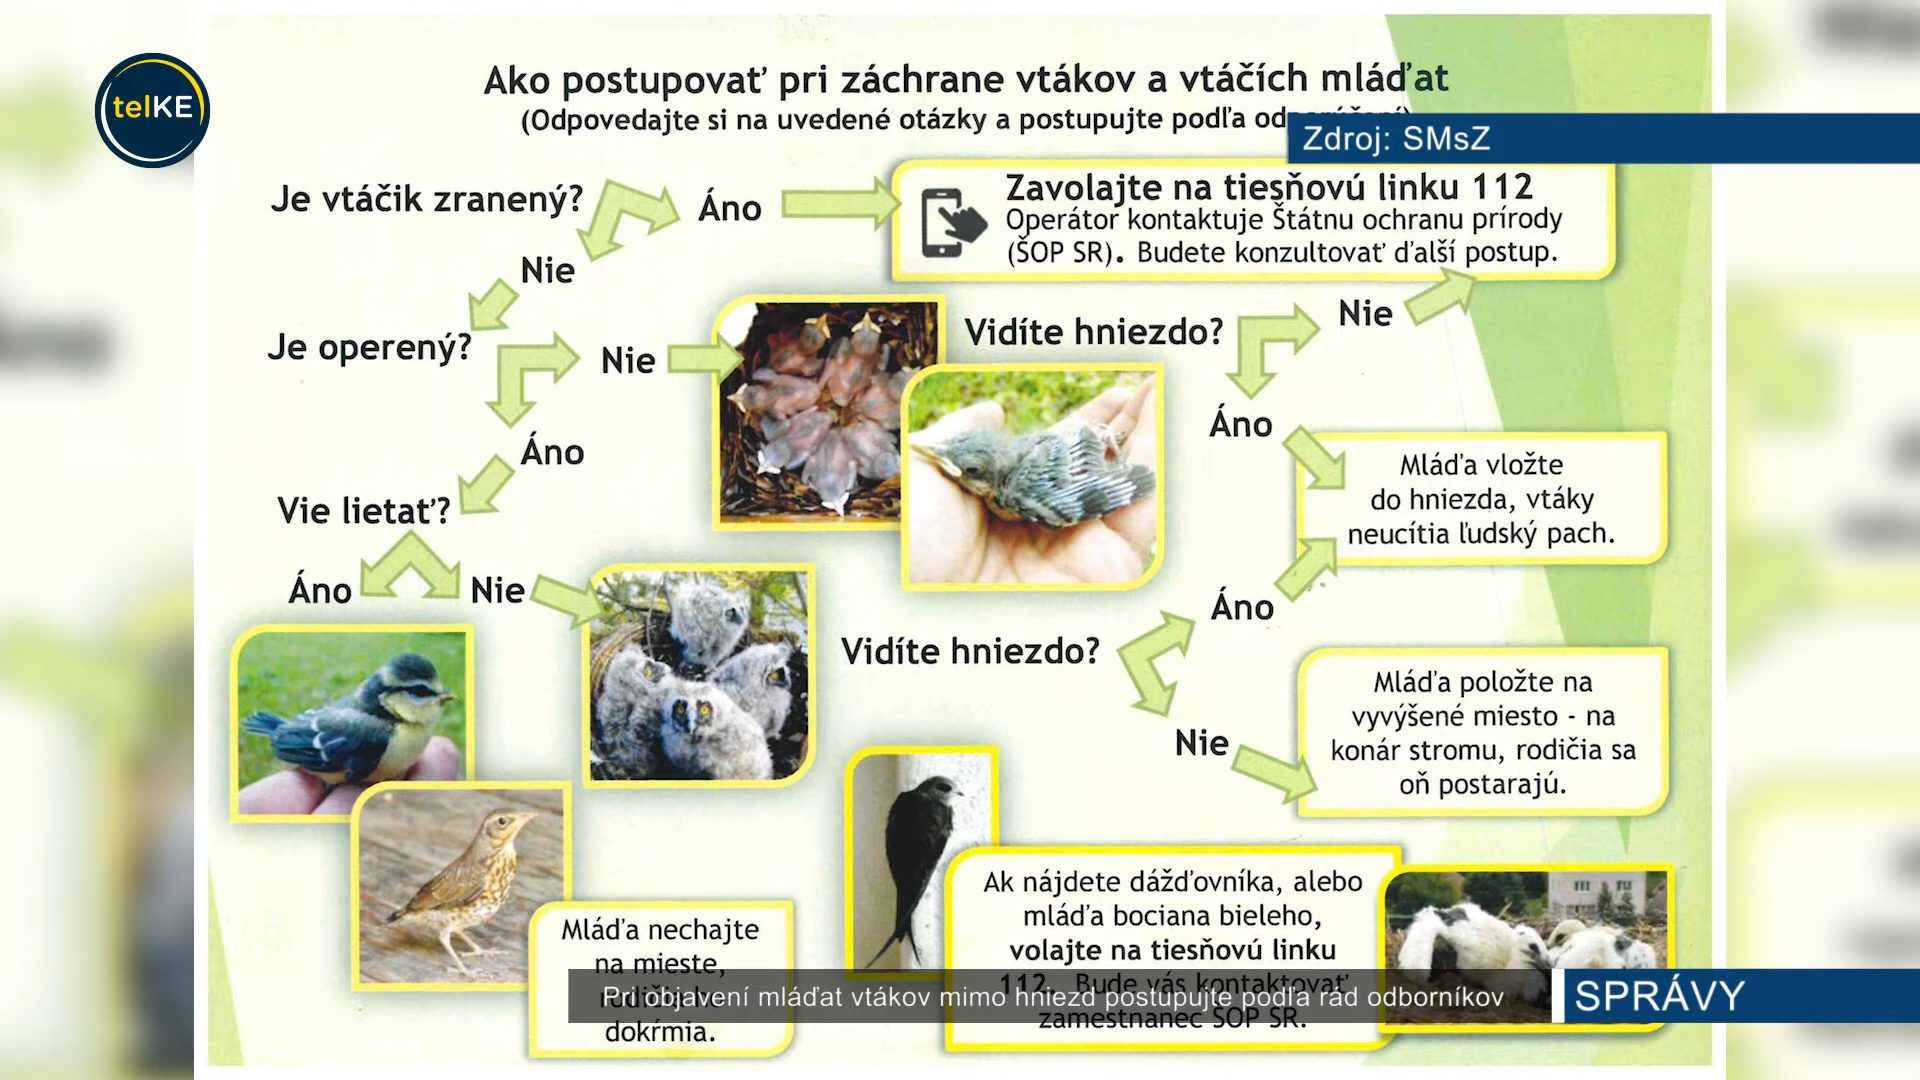 telKE
Ako postupovať pri záchrane vtákov a vtáčích mláďat
(Odpovedajte si na uvedené otázky a postupujte podľa
Zdroj: SMsZ
Je vtáčik zranený?
Áno
Zavolajte na tiesňovú linku 112
Operátor kontaktuje Štátnu ochranu prírody
(ŠOP SR). Budete konzultovať ďalší postup.
Nie
Je operený?
Nie
Vidíte hniezdo?
Nie
Áno
Áno
Mláďa vložte
do hniezda, vtáky
neucítia ľudský pach.
Vie lietať?
Áno
Nie
Vidíte hniezdo?
Áno
Nie
Mláďa položte na
vyvýšené miesto - na
konár stromu, rodičia sa
oň postarajú.
Mláďa nechajte
na mieste,
dokŕmia.
Ak nájdete dážďovníka, alebo
mláďa bociana bieleho,
volajte na tiesňovú linku
112. Bude vás kontaktovať
zamestnanec ŠOP SR.
Pri objavení mláďat vtákov mimo hniezd postupujte podľa rád odborníkov
SPRÁVY